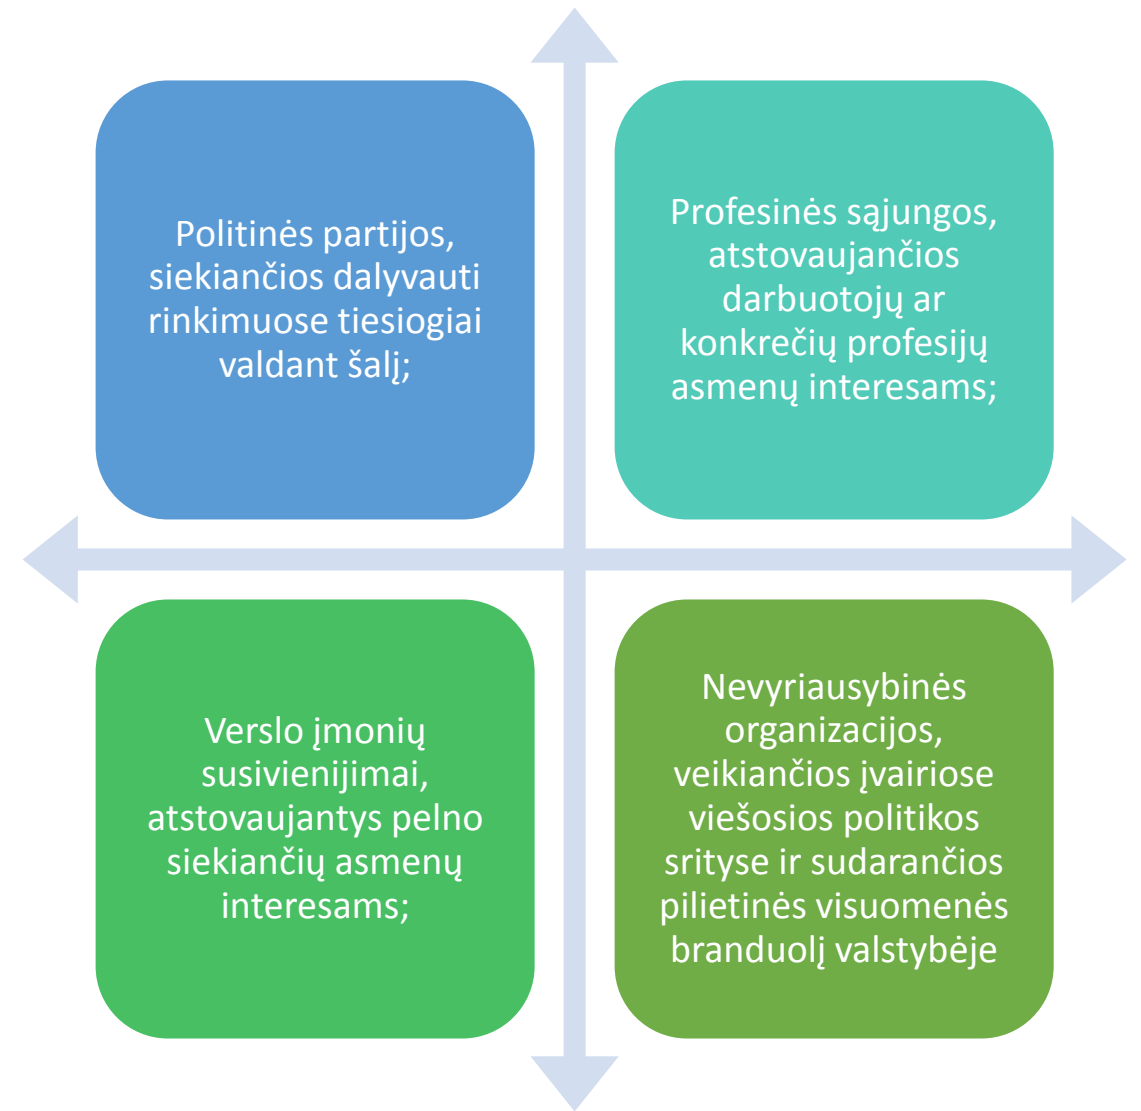 Politinės partijos,
siekiančios dalyvauti
rinkimuose tiesiogiai
valdant šalį;
Profesinės sąjungos,
atstovaujančios
darbuotojų ar
konkrečių profesijų
asmenų interesams;
Verslo įmonių
susivienijimai,
atstovaujantys pelno
siekiančių asmenų
interesams;
Nevyriausybinės
organizacijos,
veikiančios įvairiose
viešosios politikos
srityse ir sudarančios
pilietinės visuomenės
branduolį valstybėje